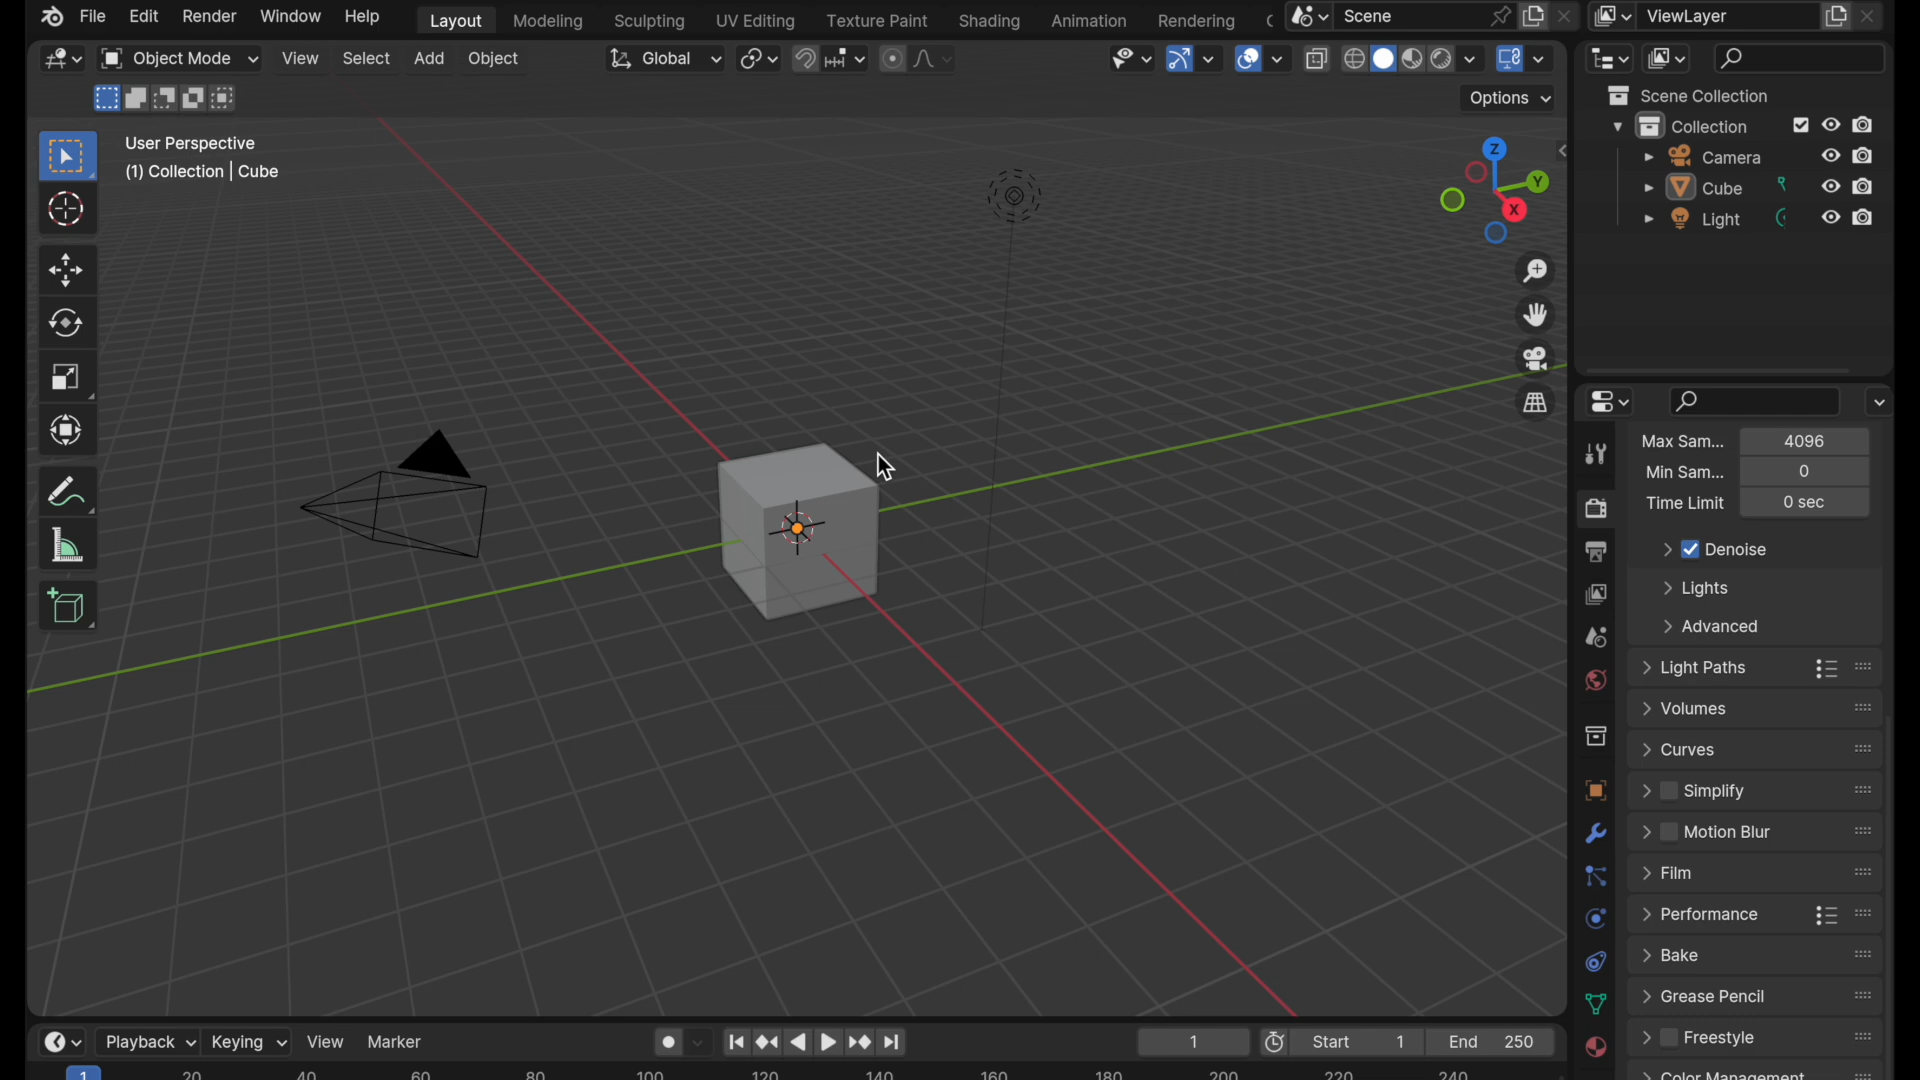 File Edit Render Window Help Layout Modeling Sculpting UV Editing Texture Paint Shading Animation Rendering Scene ViewLayer
Object Mode View Select Add Object Global
Options
User Perspective
(1) Collection | Cube
Z
Y
X
Scene Collection
Collection
Camera
Cube
Light
Max Sam... 4096
Min Sam... 0
Time Limit 0 sec
Denoise
Lights
Advanced
Light Paths
Volumes
Curves
Simplify
Motion Blur
Film
Performance
Bake
Grease Pencil
Freestyle
Color Management
Playback Keying View Marker 1 Start 1 End 250
1 20 40 60 80 100 120 140 160 180 200 220 240